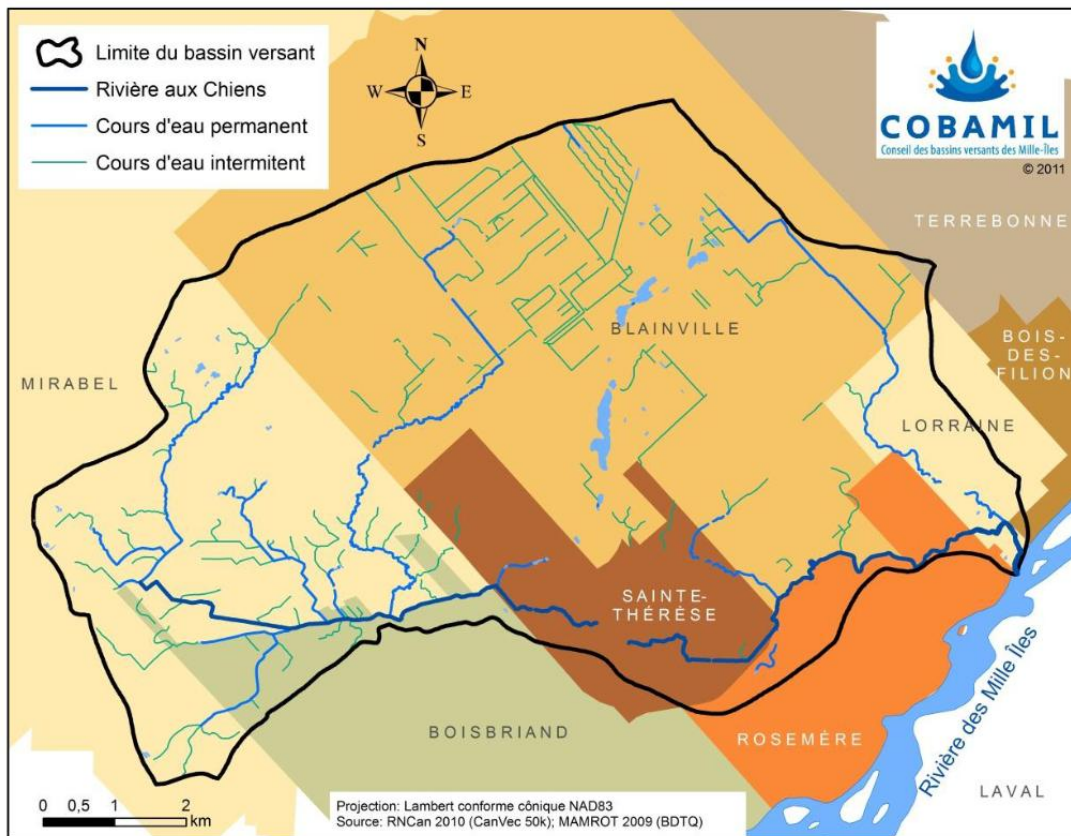 Limite du bassin versant
Rivière aux Chiens
Cours d'eau permanent
Cours d'eau intermitent
N
W
E
S
COBAMIL
Conseil des bassins versants des Mille-Îles
© 2011
TERREBONNE
BLAINVILLE
BOIS-
DES-
FILION
MIRABEL
LORRAINE
SAINTE-
THÉRÈSE
BOISBRIAND
ROSEMÈRE
Rivière des Mille Îles
LAVAL
0 0,5 1 2
km
Projection: Lambert conforme cônique NAD83
Source: RNCan 2010 (CanVec 50k); MAMROT 2009 (BDTQ)